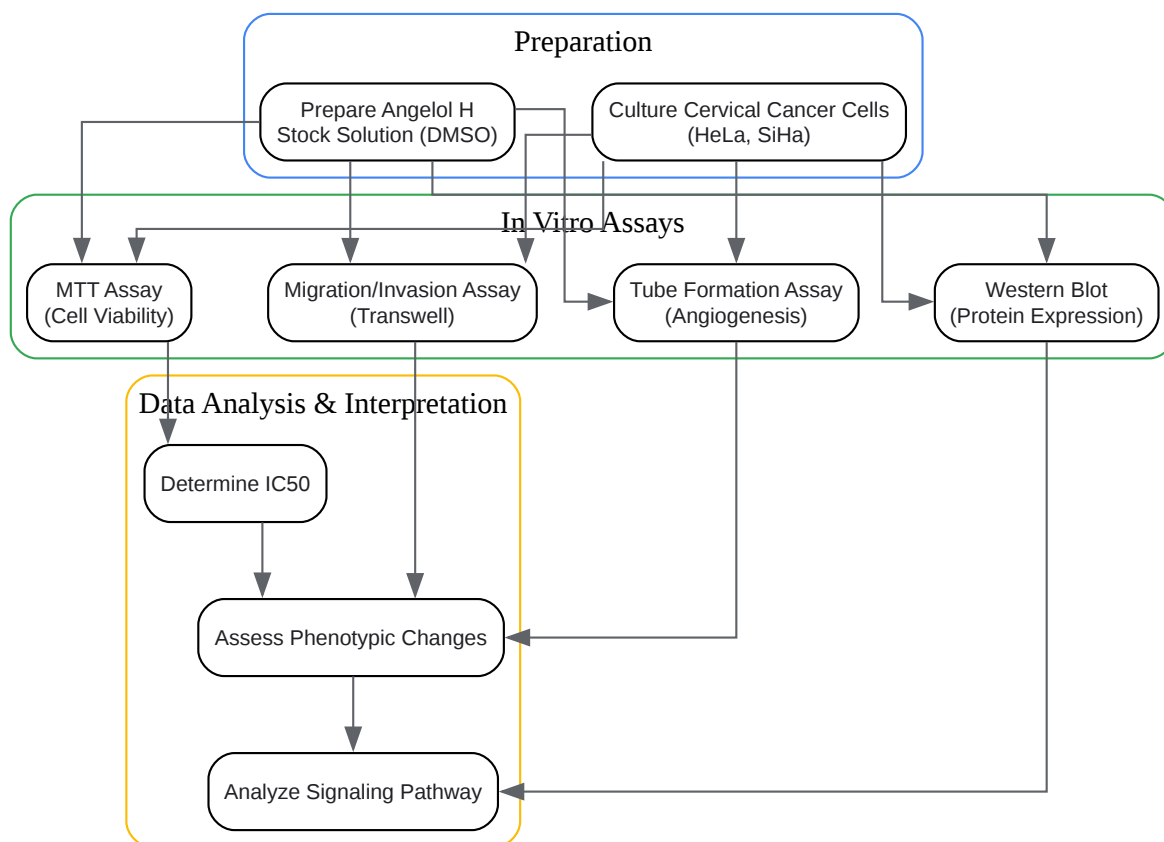 Preparation
Prepare Angelol H
Stock Solution (DMSO)
Culture Cervical Cancer Cells
(HeLa, SiHa)
In Vitro Assays
MTT Assay
(Cell Viability)
Migration/Invasion Assay
(Transwell)
Tube Formation Assay
(Angiogenesis)
Western Blot
(Protein Expression)
Data Analysis & Interpretation
Determine IC50
Assess Phenotypic Changes
Analyze Signaling Pathway